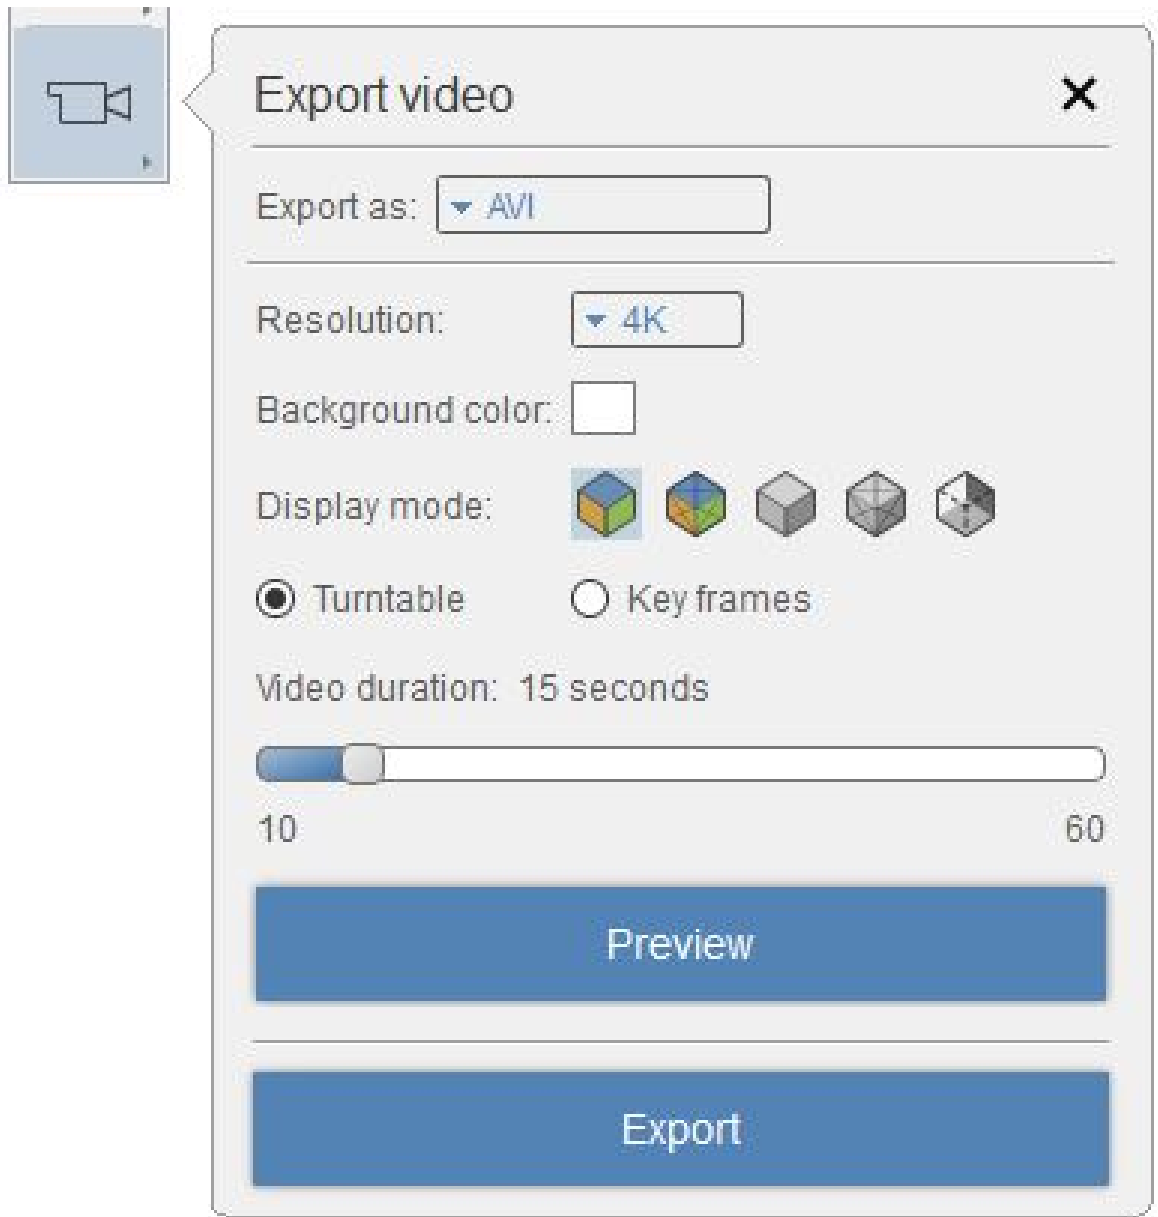 Export video
Export as: AVI
Resolution: 4K
Background color:
Display mode:
Turntable Key frames
Video duration: 15 seconds
10 60
Preview
Export